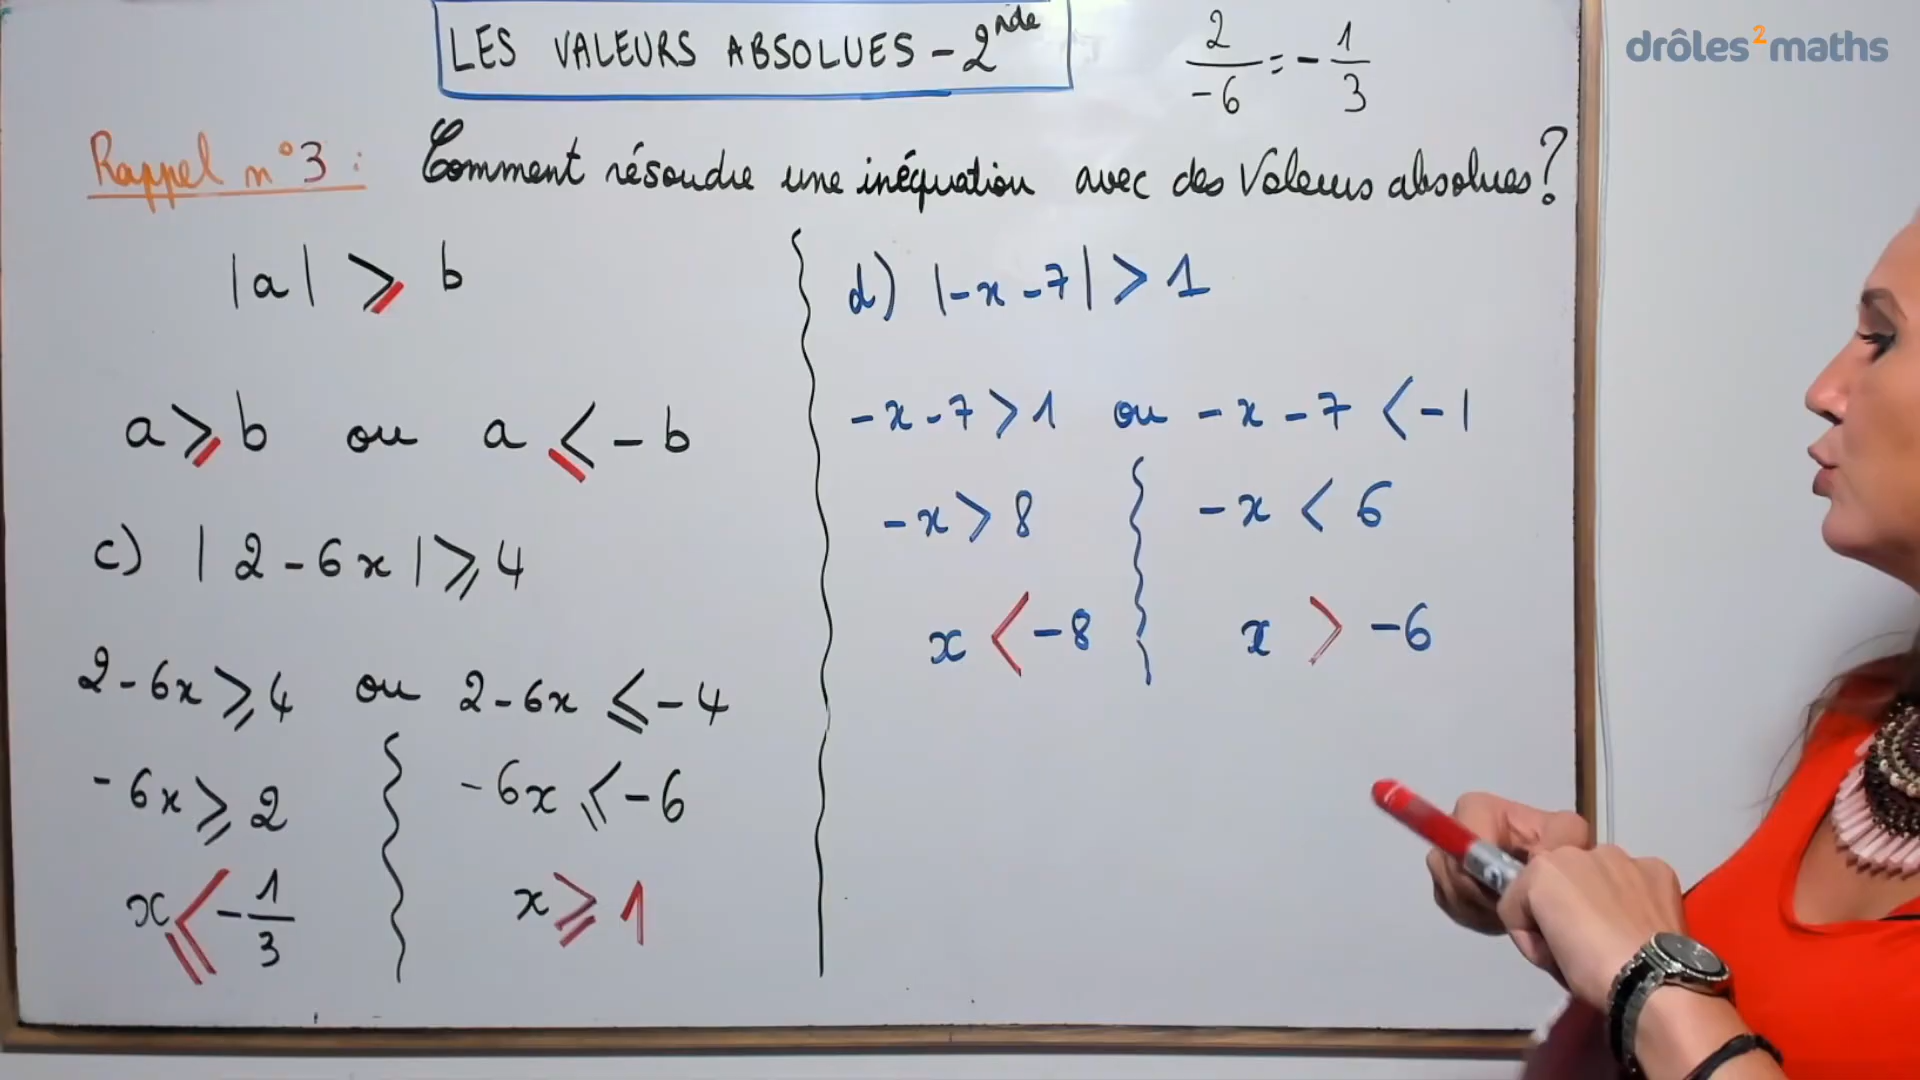 LES VALEURS ABSOLUES - 2nde
2/-6 = - 1/3
drôles2maths
Rappel n°3 : Comment résoudre une inéquation avec des Valeurs absolues ?
|a| ⩾ b
a ⩾ b ou a ⩽ - b
c) | 2 - 6x | ⩾ 4
2 - 6x ⩾ 4 ou 2 - 6x ⩽ - 4
- 6x ⩾ 2
- 6x ⩽ - 6
x ⩽ - 1/3
x ⩾ 1
d) |-x - 7| > 1
-x - 7 > 1 ou - x - 7 < - 1
- x > 8
- x < 6
x < - 8
x > - 6